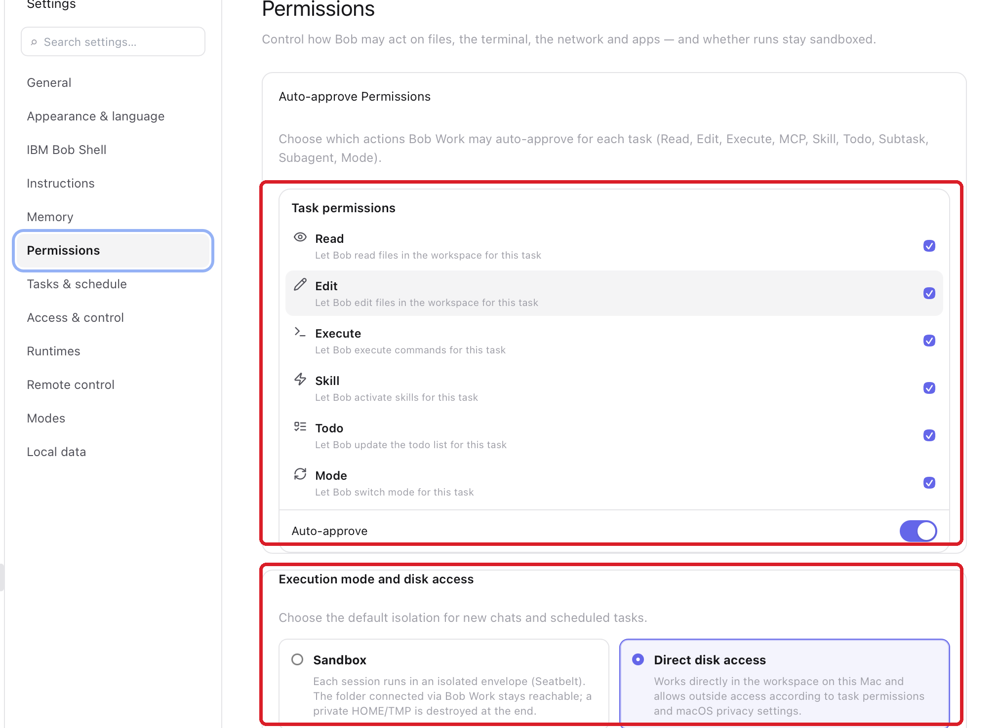 Settings
Search settings...
General
Appearance & language
IBM Bob Shell
Instructions
Memory
Permissions
Tasks & schedule
Access & control
Runtimes
Remote control
Modes
Local data
Permissions
Control how Bob may act on files, the terminal, the network and apps — and whether runs stay sandboxed.
Auto-approve Permissions
Choose which actions Bob Work may auto-approve for each task (Read, Edit, Execute, MCP, Skill, Todo, Subtask,
Subagent, Mode).
Task permissions
Read
Let Bob read files in the workspace for this task
Edit
Let Bob edit files in the workspace for this task
Execute
Let Bob execute commands for this task
Skill
Let Bob activate skills for this task
Todo
Let Bob update the todo list for this task
Mode
Let Bob switch mode for this task
Auto-approve
Execution mode and disk access
Choose the default isolation for new chats and scheduled tasks.
Sandbox
Each session runs in an isolated envelope (Seatbelt).
The folder connected via Bob Work stays reachable; a
private HOME/TMP is destroyed at the end.
Direct disk access
Works directly in the workspace on this Mac and
allows outside access according to task permissions
and macOS privacy settings.